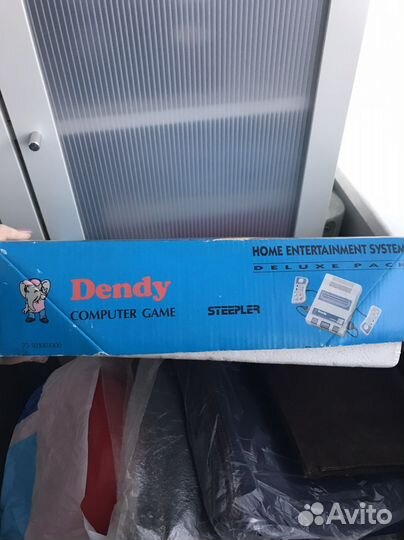 HOME ENTERTAINMENT SYSTEM
DELUXE PACK
Dendy
COMPUTER GAME
STEEPLER
Avito